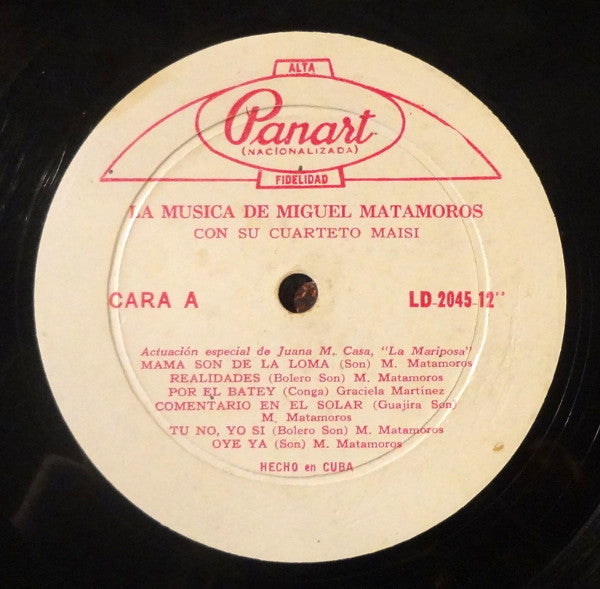 ALTA
Panart
(NACIONALIZADA)
FIDELIDAD
LA MUSICA DE MIGUEL MATAMOROS
CON SU CUARTETO MAISI
CARA A
LD-2045-12"
Actuación especial de Juana M. Casa, "La Mariposa"
MAMA SON DE LA LOMA (Son) M. Matamoros
REALIDADES (Bolero Son) M. Matamoros
POR EL BATEY (Conga) Graciela Martínez
COMENTARIO EN EL SOLAR (Guajira Son)
M. Matamoros
TU NO, YO SI (Bolero Son) M. Matamoros
OYE YA (Son) M. Matamoros
HECHO en CUBA